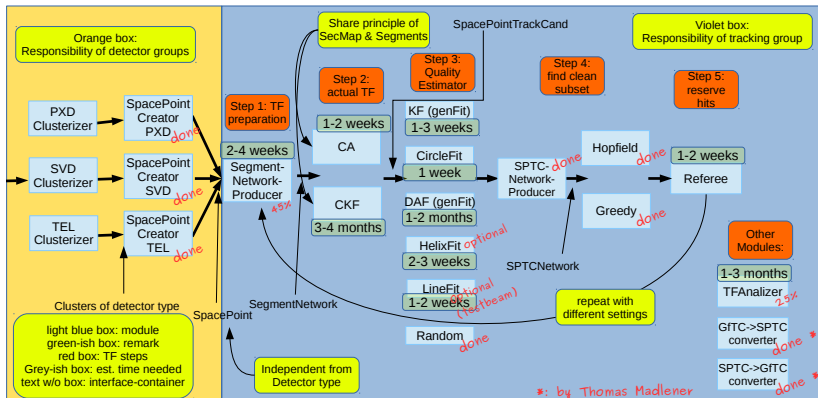 Orange box:
Responsibility of detector groups
Share principle of
SecMap & Segments
SpacePointTrackCand
Violet box:
Responsibility of tracking group
Step 1: TF
preparation
Step 2:
actual TF
Step 3:
Quality
Estimator
Step 4:
find clean
subset
Step 5:
reserve
hits
PXD
Clusterizer
SpacePoint
Creator
PXD
done
SVD
Clusterizer
SpacePoint
Creator
SVD
done
TEL
Clusterizer
SpacePoint
Creator
TEL
done
2-4 weeks
Segment-
Network-
Producer
45%
1-2 weeks
CA
CKF
3-4 months
KF (genFit)
1-3 weeks
CircleFit
1 week
DAF (genFit)
1-2 months
HelixFit
optional
2-3 weeks
LineFit
1-2 weeks
optional
(testbeam)
Random
done
SPTC-
Network-
Producer
done
Hopfield
done
Greedy
done
1-2 weeks
Referee
Clusters of detector type
SpacePoint
SegmentNetwork
SPTCNetwork
repeat with
different settings
Other
Modules:
1-3 months
TFAnalizer
25%
GfTC->SPTC
converter
done *
SPTC->GfTC
converter
done *
light blue box: module
green-ish box: remark
red box: TF steps
Grey-ish box: est. time needed
text w/o box: interface-container
Independent from
Detector type
*: by Thomas Madlener